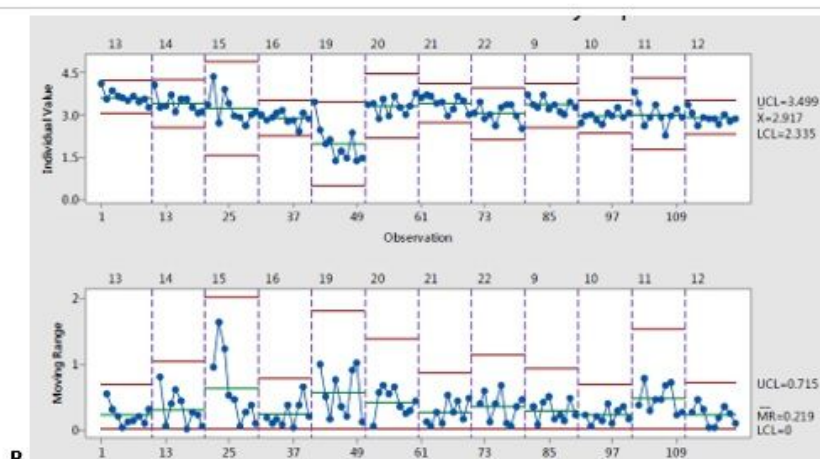 13 14 15 16 19 20 21 22 9 10 11 12
Individual Value
4.5
3.0
1.5
0.0
UCL=3.499
X=2.917
LCL=2.335
1 13 25 37 49 61 73 85 97 109
Observation
13 14 15 16 19 20 21 22 9 10 11 12
Moving Range
2
1
0
UCL=0.715
MR=0.219
LCL=0
1 13 25 37 49 61 73 85 97 109